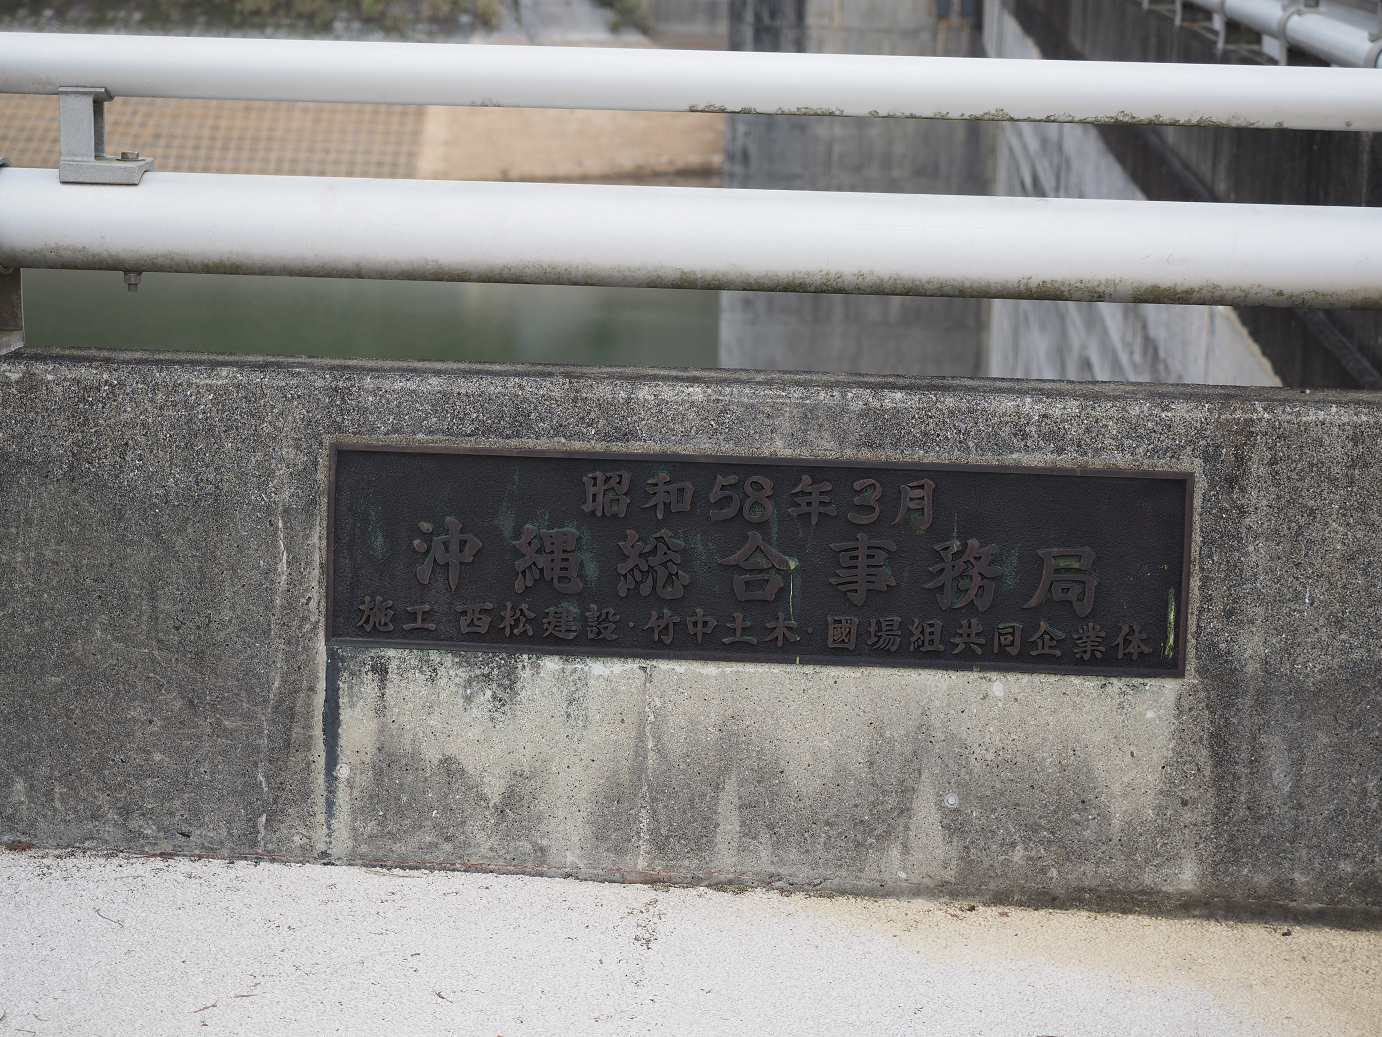 昭和58年3月
沖縄総合事務局
施工 西松建設・竹中土木・國場組共同企業体